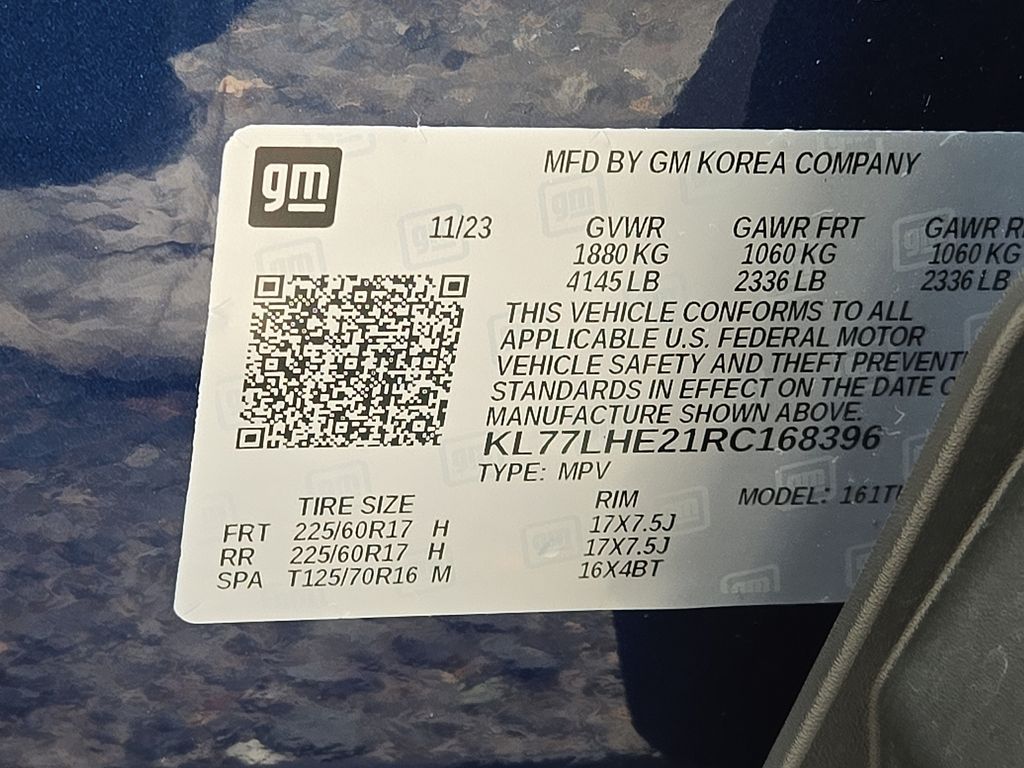 gm
MFD BY GM KOREA COMPANY
11/23 GVWR GAWR FRT GAWR
1880 KG 1060 KG 1060 KG
4145 LB 2336 LB 2336 LB
THIS VEHICLE CONFORMS TO ALL
APPLICABLE U.S. FEDERAL MOTOR
VEHICLE SAFETY AND THEFT
STANDARDS IN EFFECT ON THE DATE
MANUFACTURE SHOWN ABOVE.
KL77LHE21RC168396
TYPE: MPV
TIRE SIZE RIM MODEL:
FRT 225/60R17 H 17X7.5J
RR 225/60R17 H 17X7.5J
SPA T125/70R16 M 16X4BT